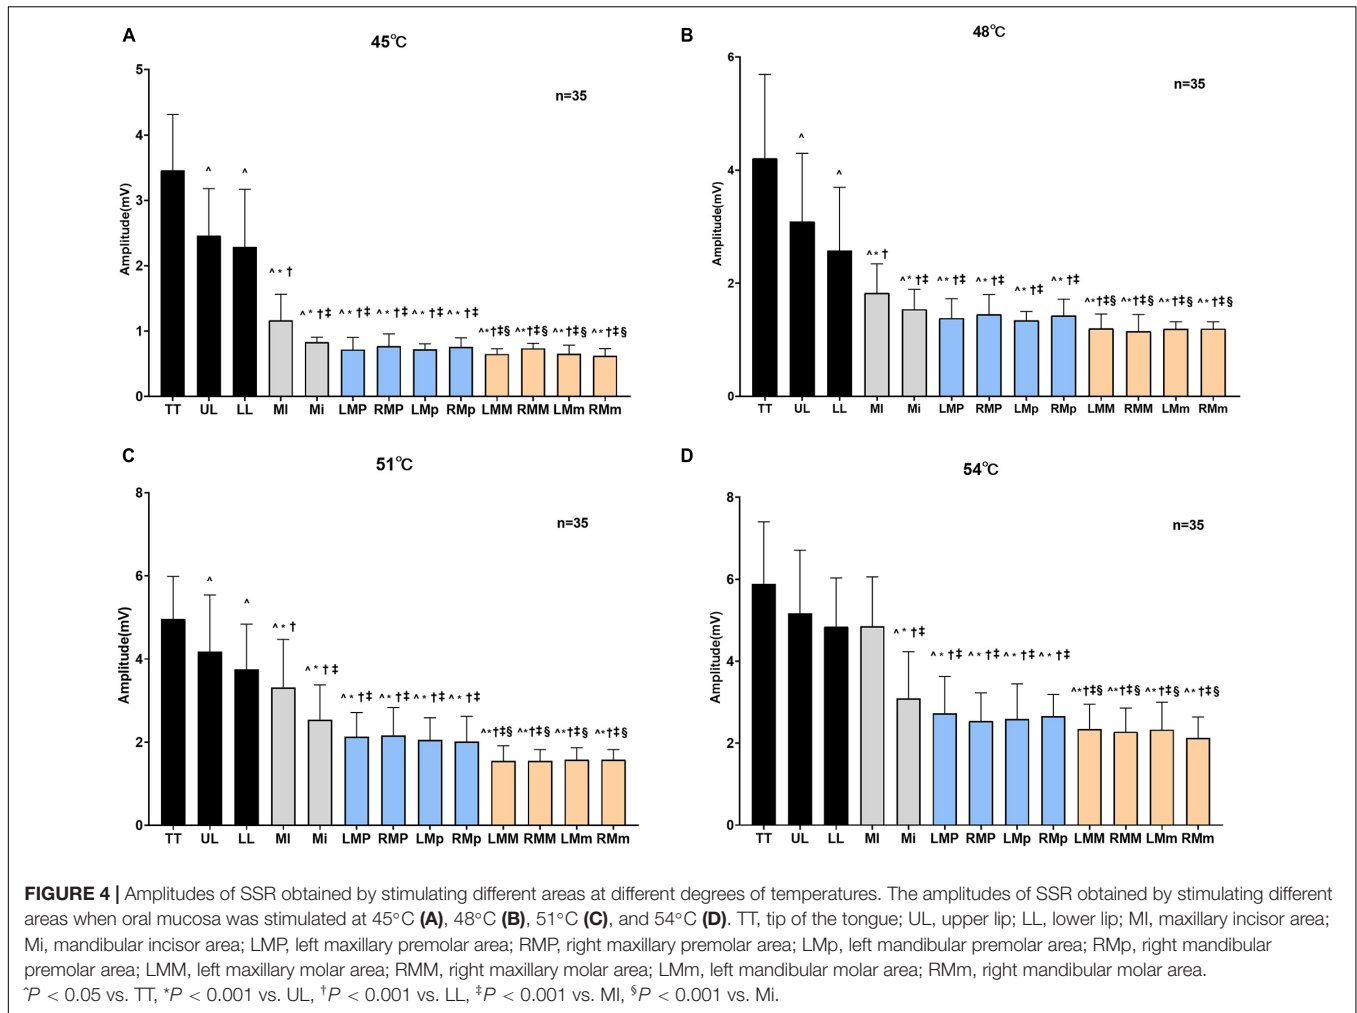 A
45°C
n=35
Amplitude(mV)
5
4
3
2
1
0
^
^
^*†
^*†‡
^*†‡
^*†‡
^*†‡
^*†‡
^*†‡§
^*†‡§
^*†‡§
^*†‡§
TT UL LL MI Mi LMP RMP LMp RMp LMM RMM LMm RMm
B
48°C
n=35
Amplitude(mV)
6
4
2
0
^
^
^*†
^*†‡
^*†‡
^*†‡
^*†‡
^*†‡
^*†‡§
^*†‡§
^*†‡§
^*†‡§
TT UL LL MI Mi LMP RMP LMp RMp LMM RMM LMm RMm
C
51°C
n=35
Amplitude(mV)
8
6
4
2
0
^
^
^*†
^*†‡
^*†‡
^*†‡
^*†‡
^*†‡
^*†‡§
^*†‡§
^*†‡§
^*†‡§
TT UL LL MI Mi LMP RMP LMp RMp LMM RMM LMm RMm
D
54°C
n=35
Amplitude(mV)
8
6
4
2
0
^*†‡
^*†‡
^*†‡
^*†‡
^*†‡
^*†‡§
^*†‡§
^*†‡§
^*†‡§
TT UL LL MI Mi LMP RMP LMp RMp LMM RMM LMm RMm
FIGURE 4 | Amplitudes of SSR obtained by stimulating different areas at different degrees of temperatures. The amplitudes of SSR obtained by stimulating different
areas when oral mucosa was stimulated at 45°C (A), 48°C (B), 51°C (C), and 54°C (D). TT, tip of the tongue; UL, upper lip; LL, lower lip; MI, maxillary incisor area;
Mi, mandibular incisor area; LMP, left maxillary premolar area; RMP, right maxillary premolar area; LMp, left mandibular premolar area; RMp, right mandibular
premolar area; LMM, left maxillary molar area; RMM, right maxillary molar area; LMm, left mandibular molar area; RMm, right mandibular molar area.
^P < 0.05 vs. TT, *P < 0.001 vs. UL, †P < 0.001 vs. LL, ‡P < 0.001 vs. MI, §P < 0.001 vs. Mi.